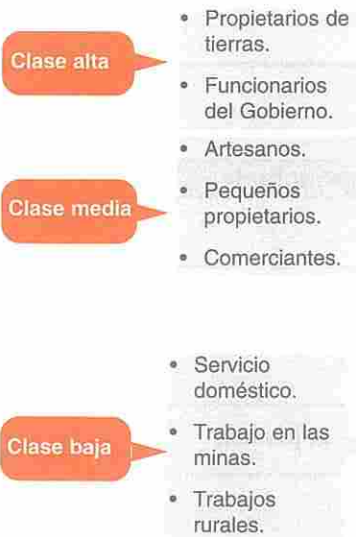 Clase alta
• Propietarios de
tierras.
• Funcionarios
del Gobierno.
Clase media
• Artesanos.
• Pequeños
propietarios.
• Comerciantes.
Clase baja
• Servicio
doméstico.
• Trabajo en las
minas.
• Trabajos
rurales.